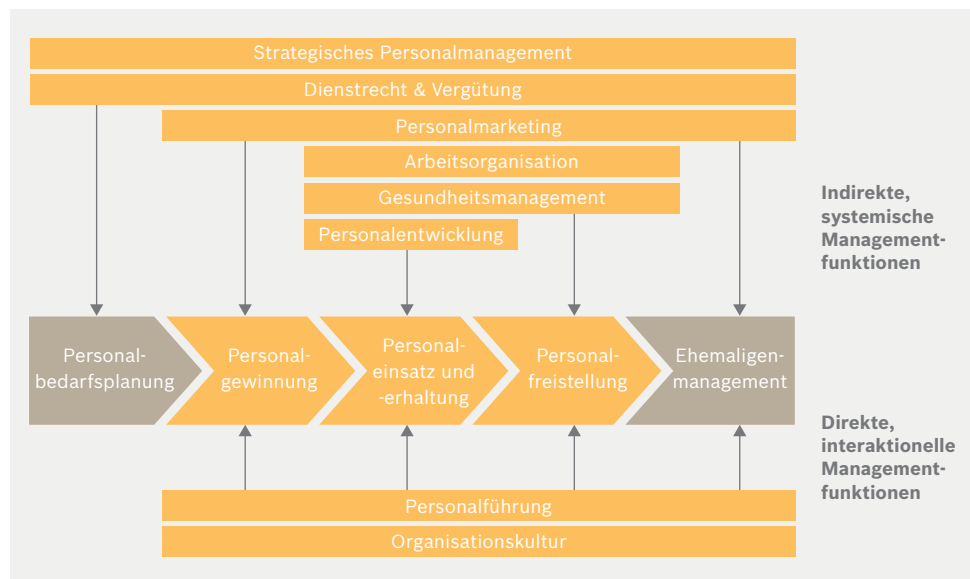 Strategisches Personalmanagement
Dienstrecht & Vergütung
Personalmarketing
Arbeitsorganisation
Gesundheitsmanagement
Personalentwicklung
Indirekte,
systemische
Management-
funktionen
Personal-
bedarfsplanung
Personal-
gewinnung
Personal-
einsatz und
-erhaltung
Personal-
freistellung
Ehemaligen-
management
Direkte,
interaktionelle
Management-
funktionen
Personalführung
Organisationskultur